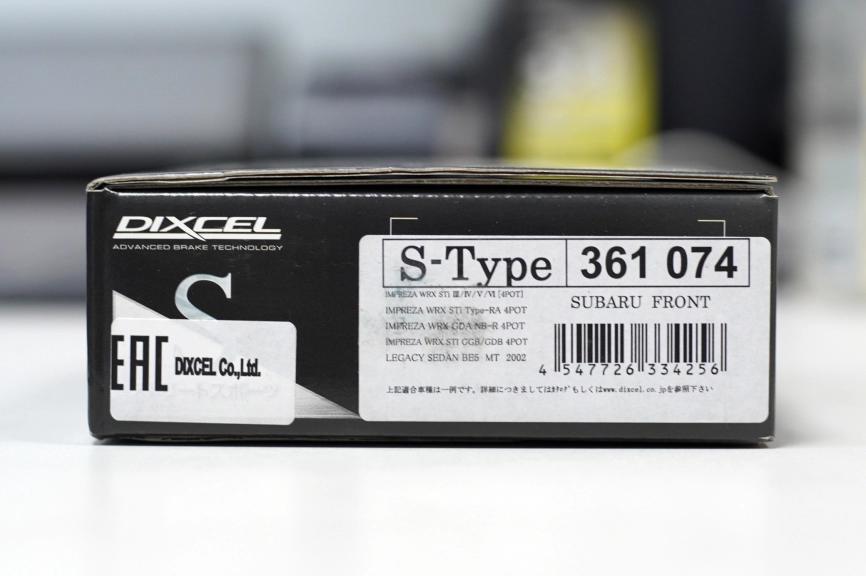 DIXCEL
ADVANCED BRAKE TECHNOLOGY
S
EAC DIXCEL Co.,Ltd.
S-Type 361 074
IMPREZA WRX STi Ⅲ/Ⅳ/Ⅴ/Ⅵ [4POT]
IMPREZA WRX STi Type-RA 4POT
IMPREZA WRX GDA NB-R 4POT
IMPREZA WRX STI GGB/GDB 4POT
LEGACY SEDAN BE5 MT 2002
SUBARU FRONT
4 547726 334256
上記適合車種は一例です。詳細につきましてはｶﾀﾛｸﾞもしくはwww.dixcel.co.jpを参照下さい